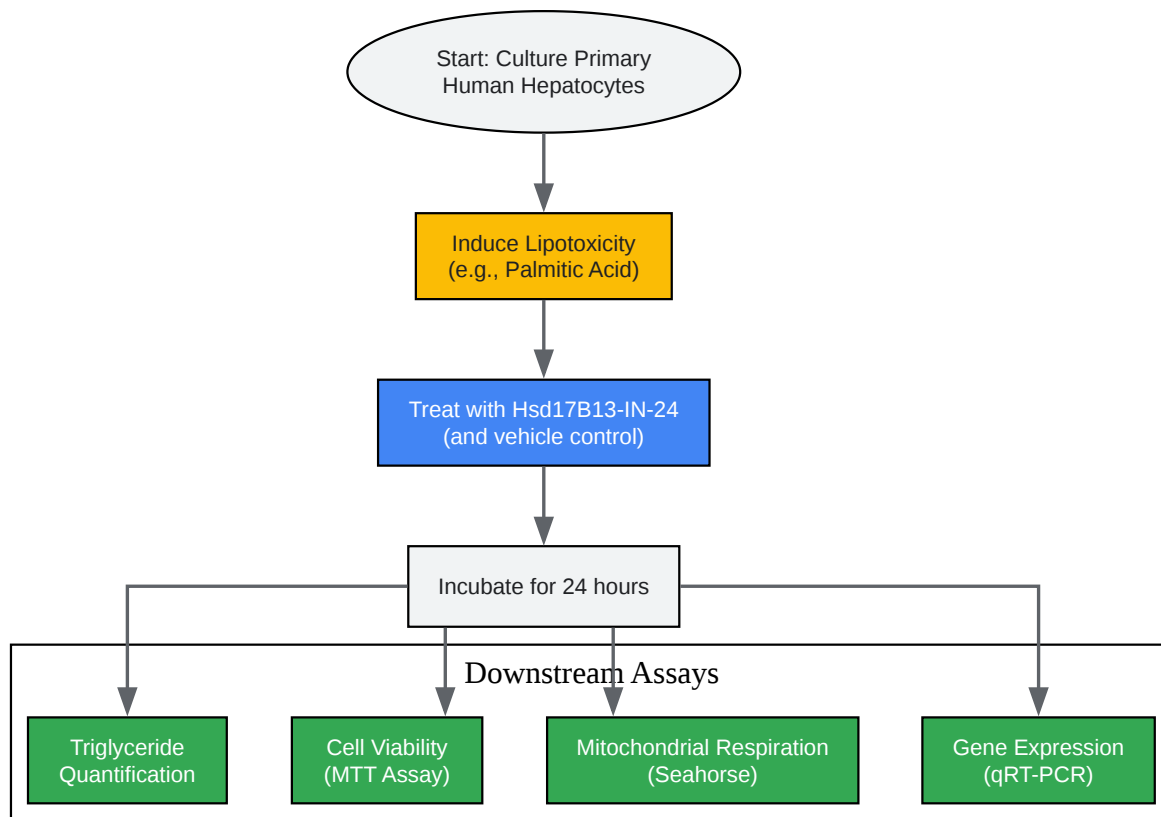 Start: Culture Primary
Human Hepatocytes
Induce Lipotoxicity
(e.g., Palmitic Acid)
Treat with Hsd17B13-IN-24
(and vehicle control)
Incubate for 24 hours
Downstream Assays
Triglyceride
Quantification
Cell Viability
(MTT Assay)
Mitochondrial Respiration
(Seahorse)
Gene Expression
(qRT-PCR)